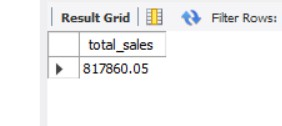 Result Grid Filter Rows:
total_sales
817860.05